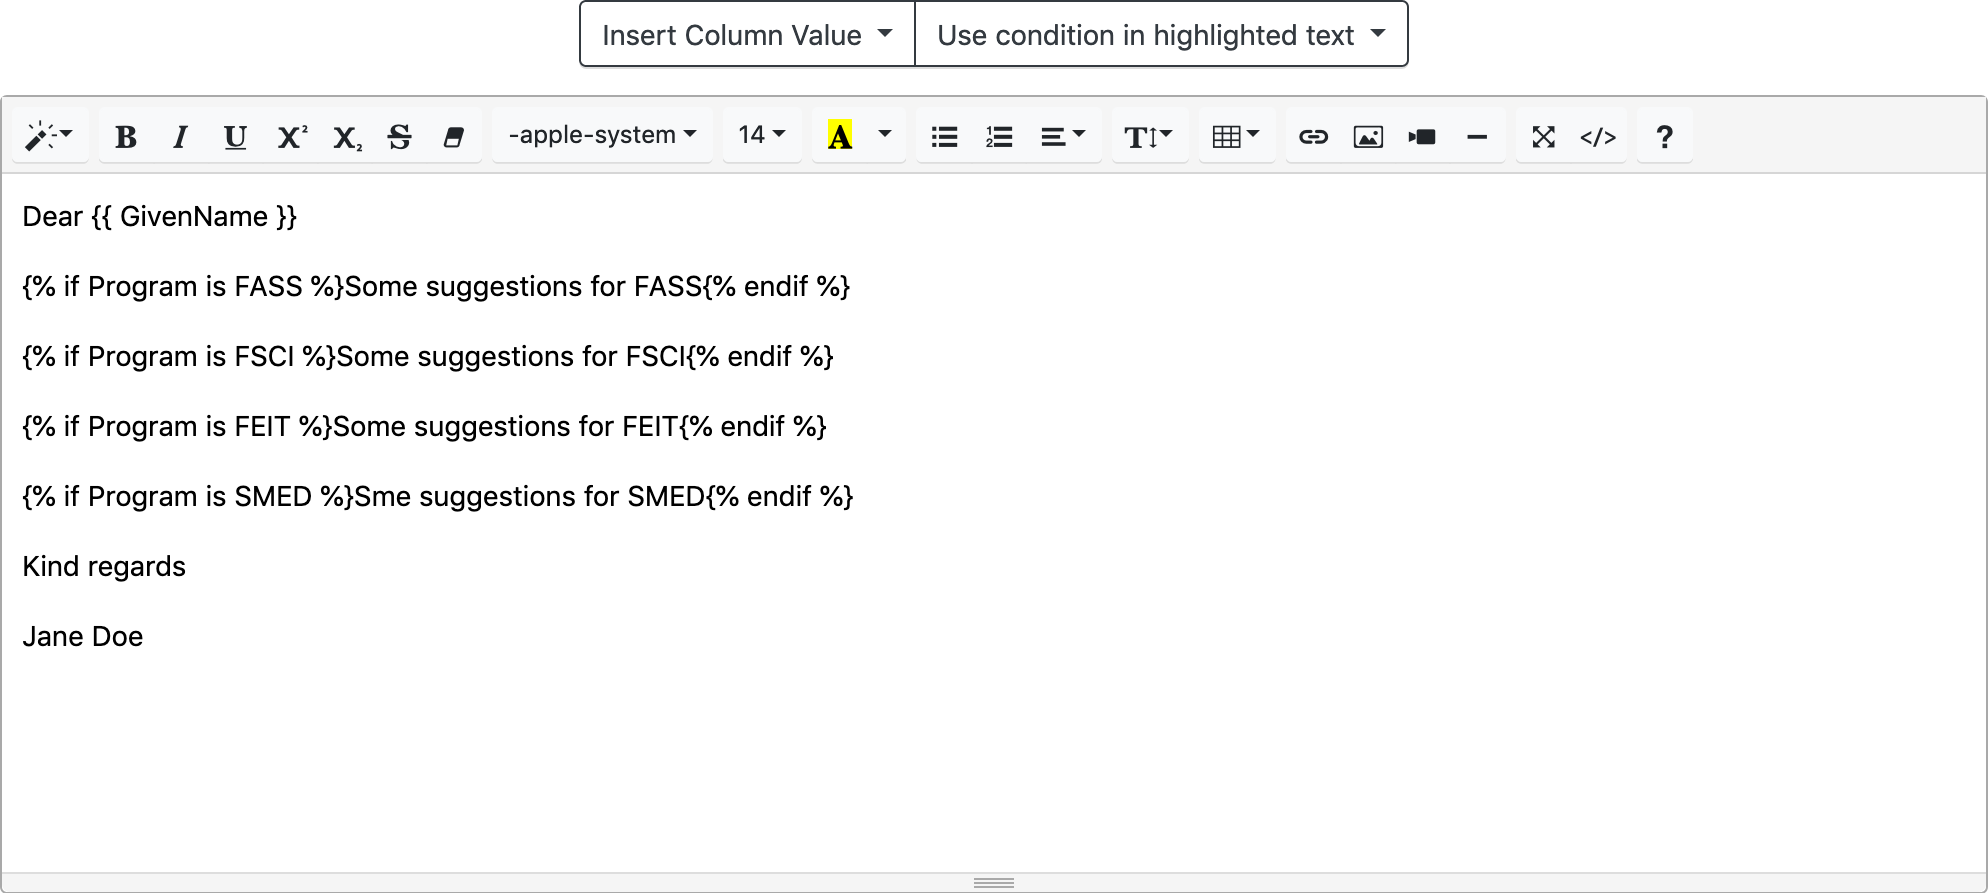 Insert Column Value Use condition in highlighted text
B I U X² X₂ S -apple-system 14 A T </> ?
Dear {{ GivenName }}
{% if Program is FASS %}Some suggestions for FASS{% endif %}
{% if Program is FSCI %}Some suggestions for FSCI{% endif %}
{% if Program is FEIT %}Some suggestions for FEIT{% endif %}
{% if Program is SMED %}Sme suggestions for SMED{% endif %}
Kind regards
Jane Doe